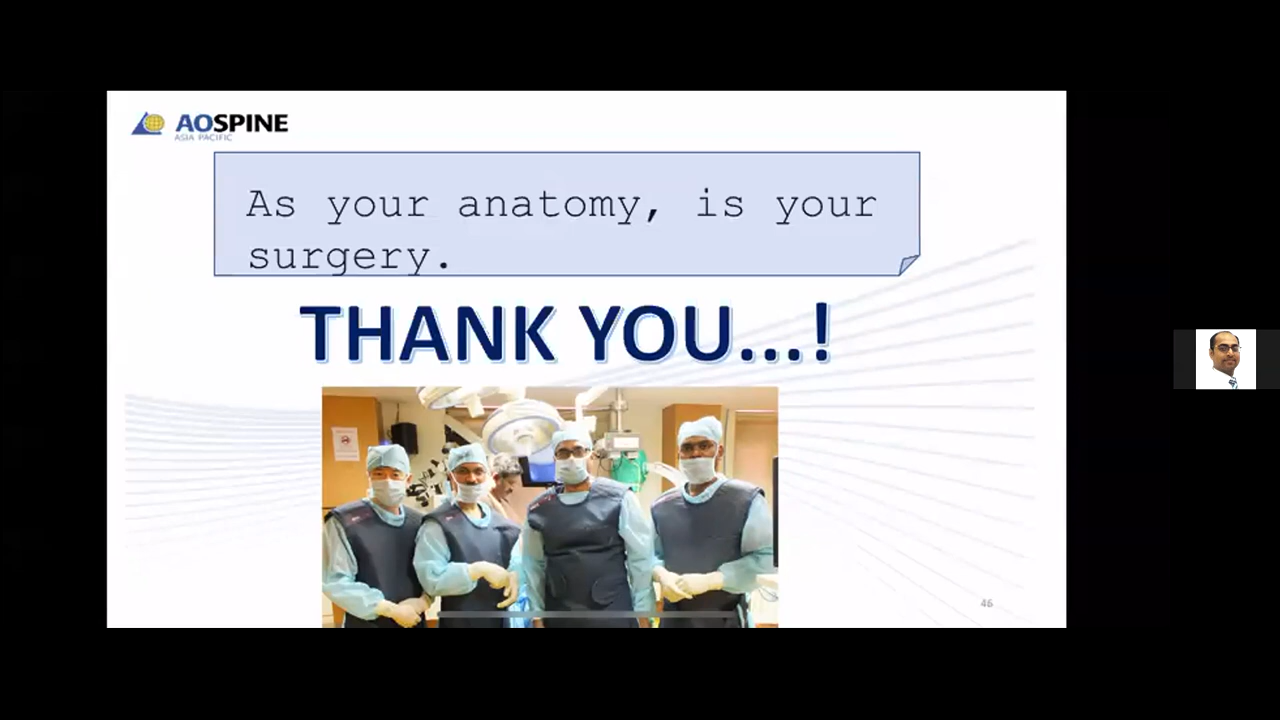 AOSPINE
ASIA PACIFIC
As your anatomy, is your
surgery.
THANK YOU...!
46